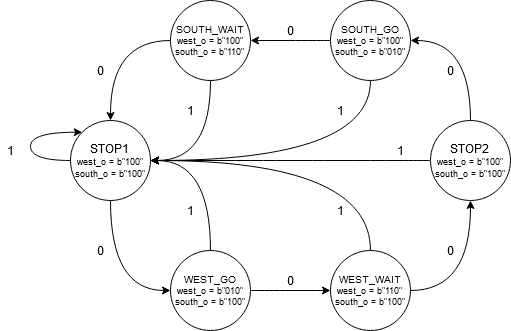 SOUTH_WAIT
west_o = b"100"
south_o = b"110"
0
SOUTH_GO
west_o = b"100"
south_o = b"010"
0
0
1
1
1
STOP1
west_o = b"100"
south_o = b"100"
1
STOP2
west_o = b"100"
south_o = b"100"
0
1
1
0
WEST_GO
west_o = b"010"
south_o = b"100"
0
WEST_WAIT
west_o = b"110"
south_o = b"100"
0